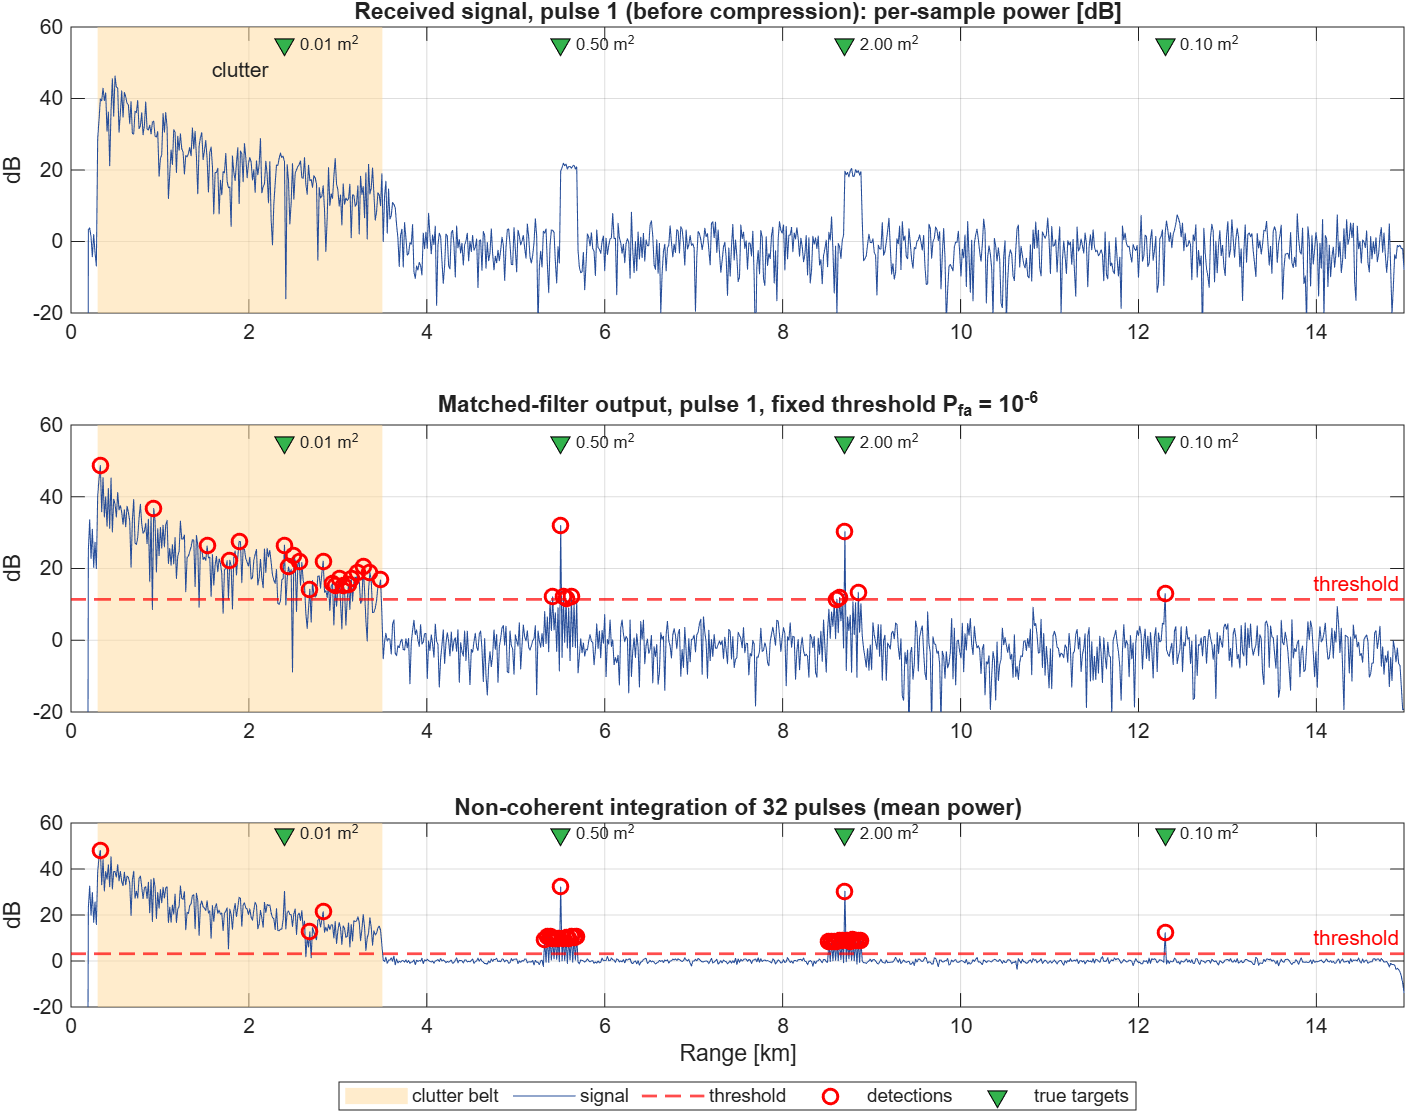 Received signal, pulse 1 (before compression): per-sample power [dB]
60
40
20
0
-20
dB
clutter
0.01 m²
0.50 m²
2.00 m²
0.10 m²
0 2 4 6 8 10 12 14
Matched-filter output, pulse 1, fixed threshold Pfa = 10⁻⁶
60
40
20
0
-20
dB
0.01 m²
0.50 m²
2.00 m²
0.10 m²
threshold
0 2 4 6 8 10 12 14
Non-coherent integration of 32 pulses (mean power)
60
40
20
0
-20
dB
0.01 m²
0.50 m²
2.00 m²
0.10 m²
threshold
0 2 4 6 8 10 12 14
Range [km]
clutter belt signal threshold detections true targets